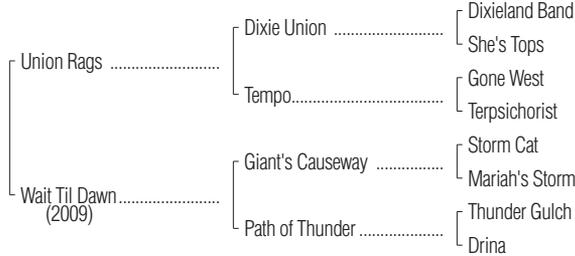 Dixieland Band
Dixie Union ..........................
She's Tops
Union Rags ..........................
Gone West
Tempo....................................
Terpsichorist
Storm Cat
Giant's Causeway ................
Mariah's Storm
Wait Til Dawn........................
(2009)
Thunder Gulch
Path of Thunder ....................
Drina